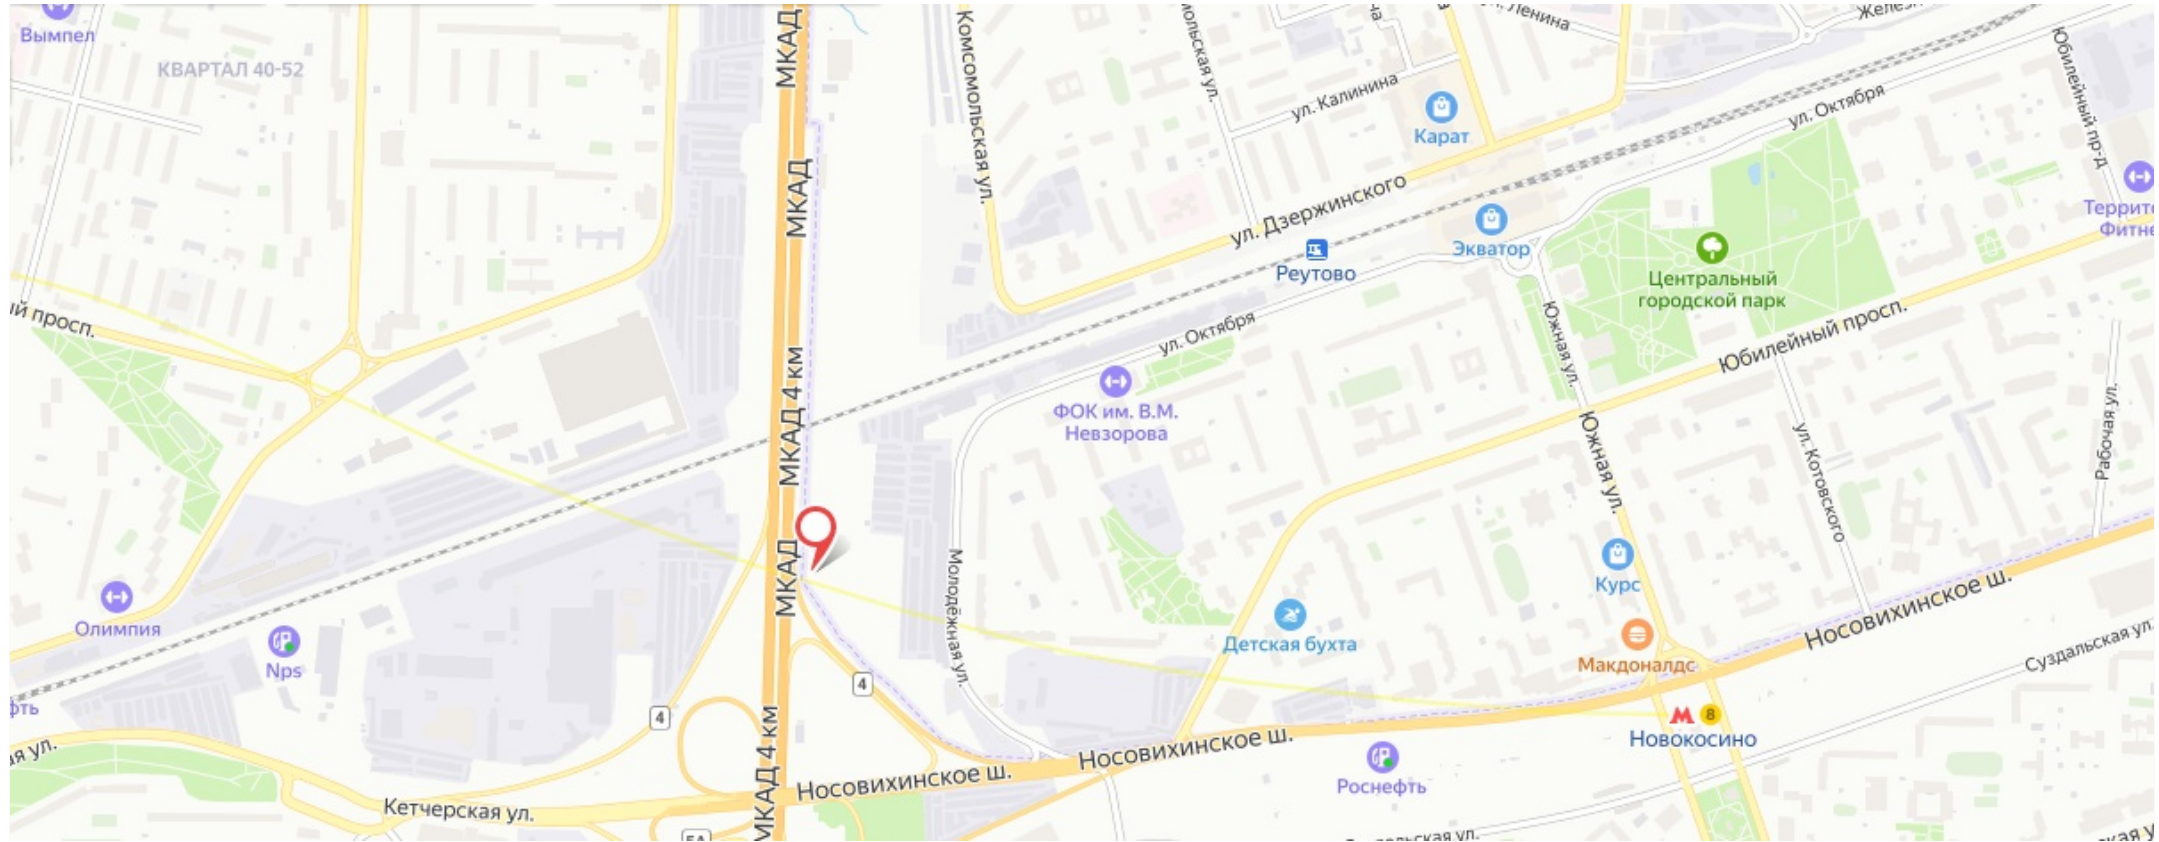 Вымпел
КВАРТАЛ 40-52
МКАД
Комсомольская ул.
ул. Ленина
ул. Калинина
Карат
ул. Октября
Юбилейный пр-д
МКАД
ул. Дзержинского
Экватор
Реутово
Центральный
городской парк
Юбилейный просп.
ул. Октября
Южная ул.
МКАД 4 км
ФОК им. В.М.
Невзорова
Южная ул.
ул. Котовского
Рабочая ул.
МКАД
Молодёжная ул.
Курс
Олимпия
Nps
Детская бухта
Макдоналдс
Носовихинское ш.
Суздальская ул.
4
4
М 8
Новокосино
МКАД 4 км
Носовихинское ш.
Носовихинское ш.
Роснефть
Кетчерская ул.